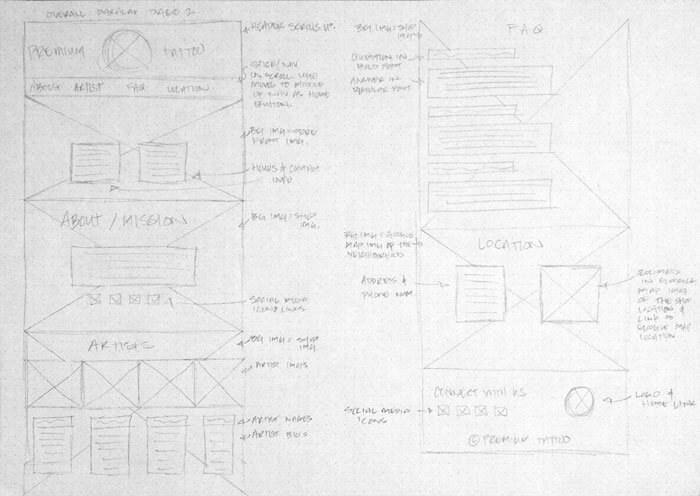 OVERALL DISPLAY
PREMIUM
TATTOO
HEADER SCROLLS UP.
ABOUT ARTIST FAQ LOCATION
STICK/NAV
ON SCROLL LOGO
MOVES TO MIDDLE
OF NAV AS HOME
BUTTON.
BG IMG = STORE
FRONT IMG.
HOURS & CONTACT
INFO
ABOUT / MISSION
BG IMG = SHOP
IMG.
SOCIAL MEDIA
ICONS/LINKS
ARTISTS
BG IMG = SHOP
IMG
ARTIST IMGS
ARTIST NAMES
ARTIST BIOS
FAQ
BG IMG = SHOP
IMG
QUESTION IN
BOLD FONT
ANSWER IN
REGULAR FONT
LOCATION
BG IMG = GOOGLE
MAP IMG OF THE
NEIGHBORHOOD
ADDRESS &
PHONE NUM
ZOOMED
IN GOOGLE
MAP IMG
OF THE SHOP
LOCATION &
LINK TO
GOOGLE MAP
LOCATION
CONNECT WITH US
SOCIAL MEDIA
ICONS
LOGO &
HOME LINK
© PREMIUM TATTOO